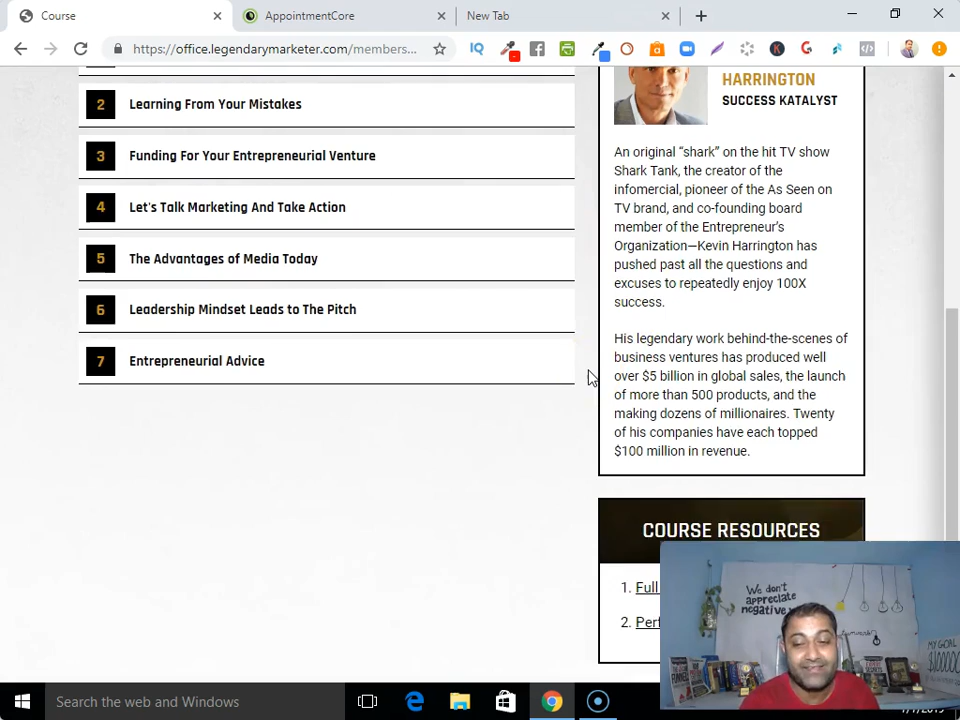 Course
AppointmentCore
New Tab
https://office.legendarymarketer.com/members...
2 Learning From Your Mistakes
3 Funding For Your Entrepreneurial Venture
4 Let's Talk Marketing And Take Action
5 The Advantages of Media Today
6 Leadership Mindset Leads to The Pitch
7 Entrepreneurial Advice
HARRINGTON
SUCCESS KATALYST
An original “shark” on the hit TV show
Shark Tank, the creator of the
infomercial, pioneer of the As Seen on
TV brand, and co-founding board
member of the Entrepreneur's
Organization—Kevin Harrington has
pushed past all the questions and
excuses to repeatedly enjoy 100X
success.
His legendary work behind-the-scenes of
business ventures has produced well
over $5 billion in global sales, the launch
of more than 500 products, and the
making dozens of millionaires. Twenty
of his companies have each topped
$100 million in revenue.
COURSE RESOURCES
1. Full
2. Perf
We don't
appreciate
MY GOAL
Search the web and Windows